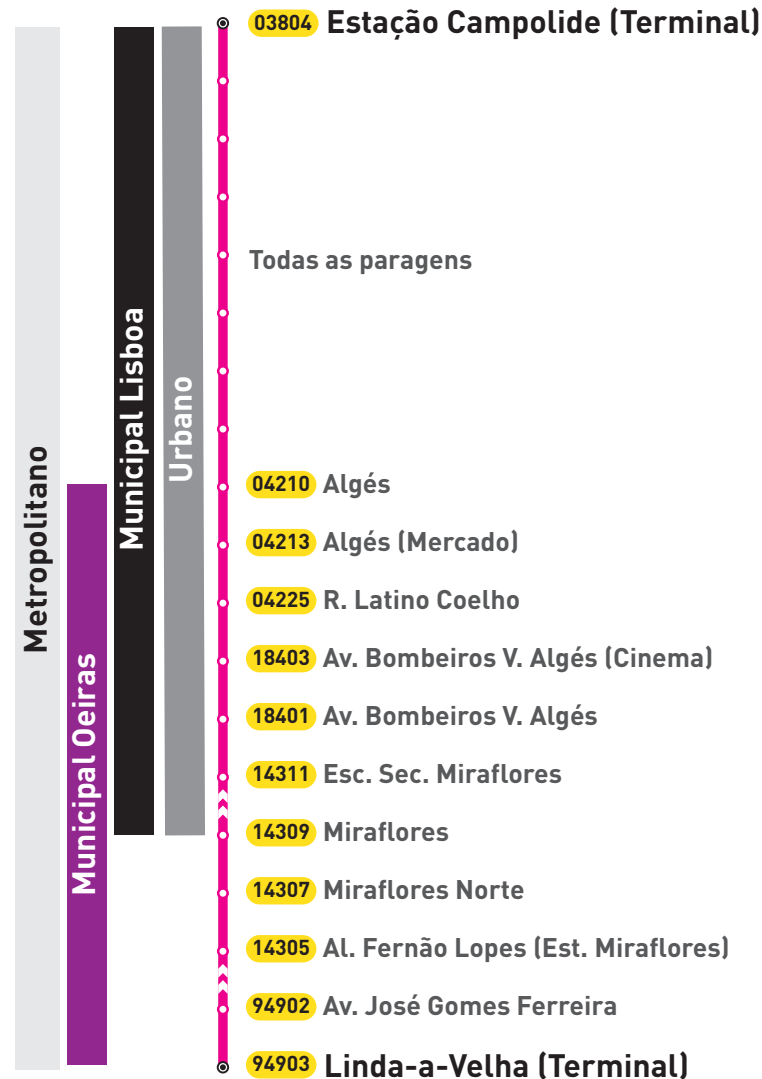 03804 Estação Campolide (Terminal)
Todas as paragens
Metropolitano
Municipal Oeiras
Municipal Lisboa
Urbano
04210 Algés
04213 Algés (Mercado)
04225 R. Latino Coelho
18403 Av. Bombeiros V. Algés (Cinema)
18401 Av. Bombeiros V. Algés
14311 Esc. Sec. Miraflores
14309 Miraflores
14307 Miraflores Norte
14305 Al. Fernão Lopes (Est. Miraflores)
94902 Av. José Gomes Ferreira
94903 Linda-a-Velha (Terminal)